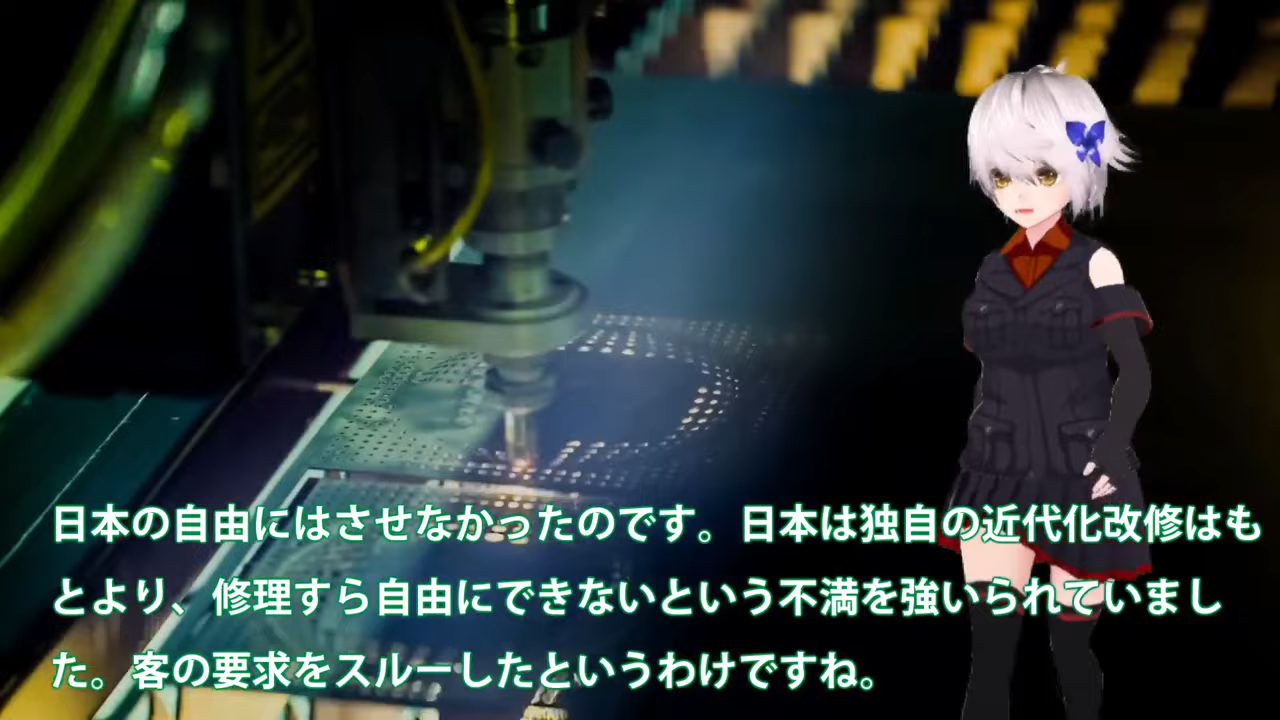 日本の自由にはさせなかったのです。日本は独自の近代化改修はも
とより、修理すら自由にできないという不満を強いられていまし
た。客の要求をスルーしたというわけですね。